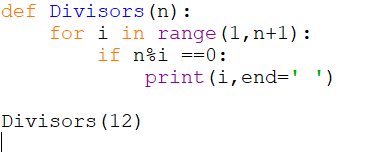 def Divisors(n):
    for i in range(1,n+1):
        if n%i ==0:
            print(i,end=' ')
Divisors(12)